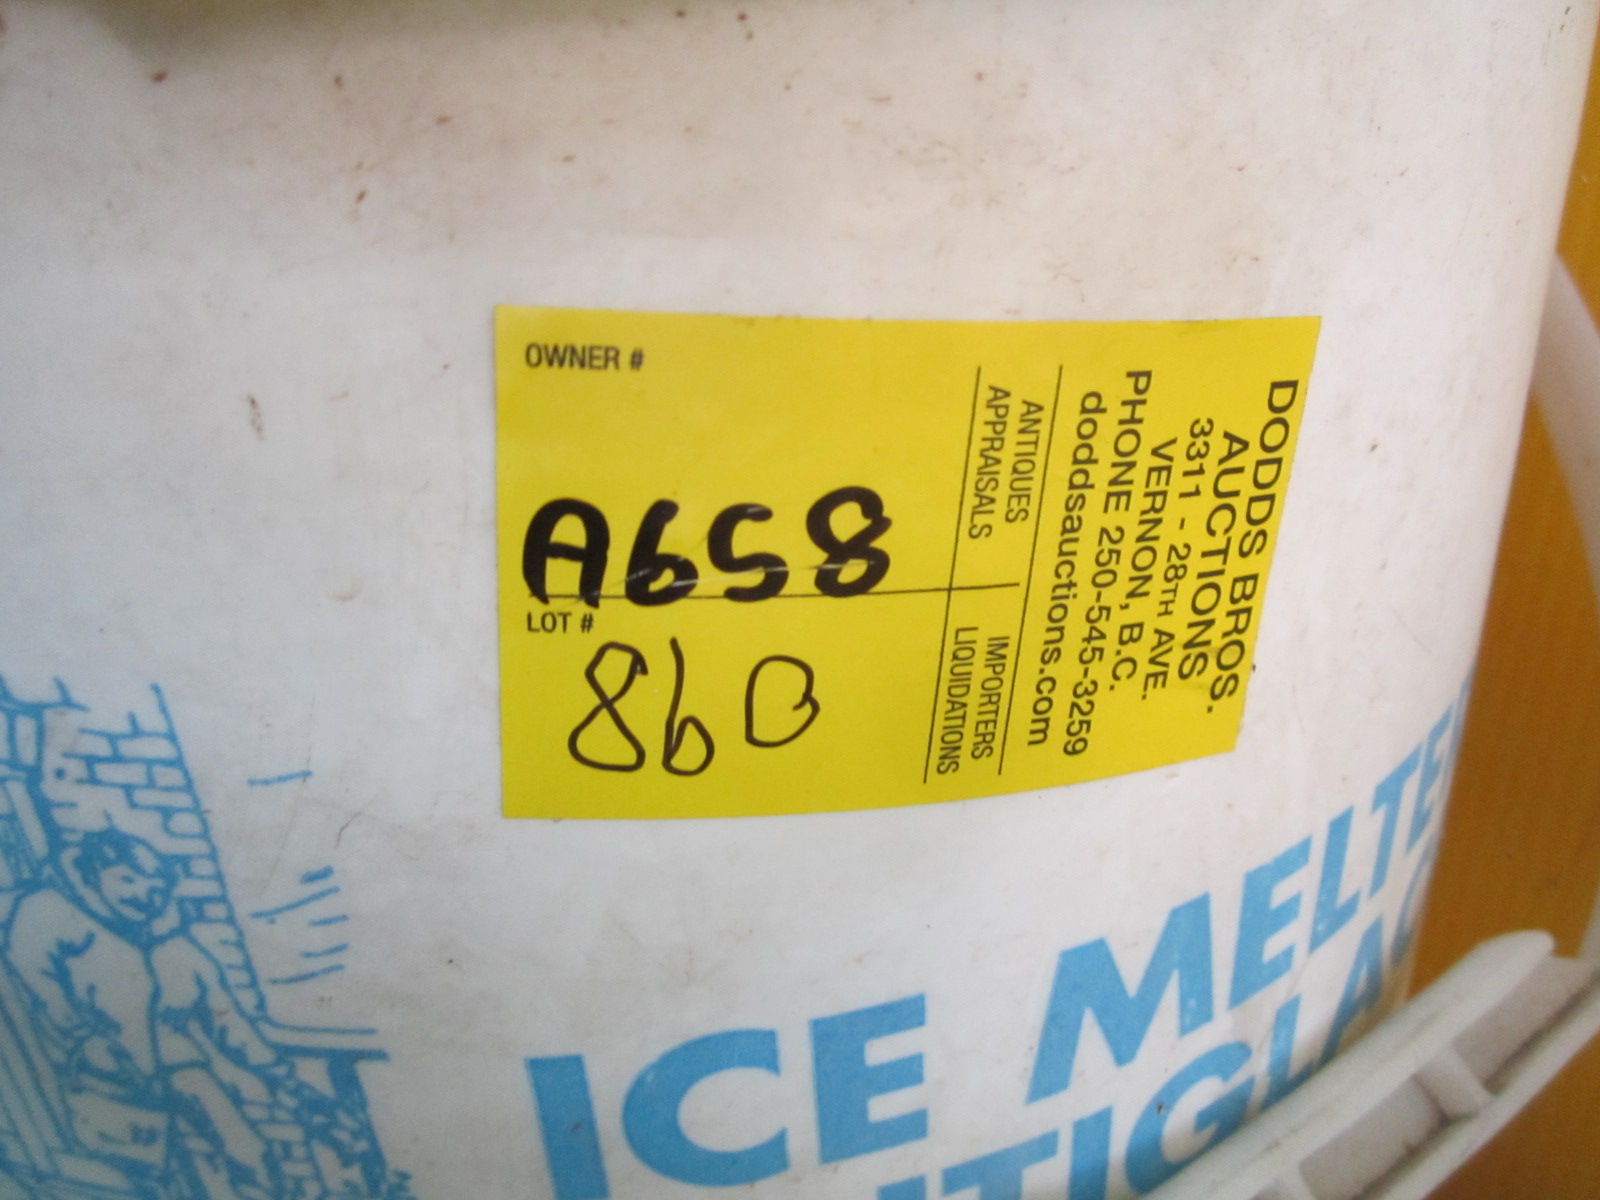 OWNER #
A658
LOT #
860
DODDS BROS.
AUCTIONS
3311 - 28TH AVE.
VERNON, B.C.
PHONE 250-545-3259
doddsauctions.com
ANTIQUES
APPRAISALS
IMPORTERS
LIQUIDATIONS
ICE MELTE